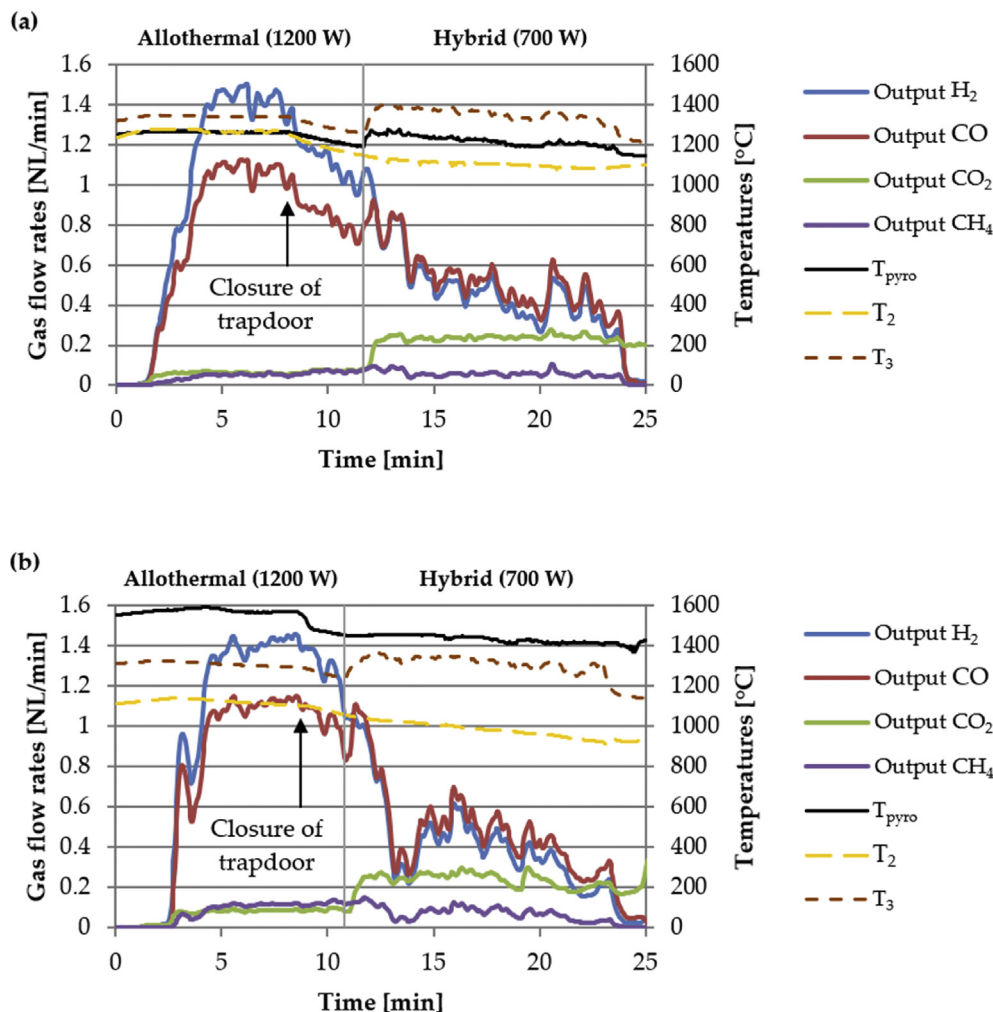 (a)
Allothermal (1200 W) Hybrid (700 W)
1.6 1600
1.4 1400
1.2 1200
1 1000
0.8 800
0.6 600
0.4 400
0.2 200
0 0
Gas flow rates [NL/min]
Temperatures [°C]
Closure of
trapdoor
0 5 10 15 20 25
Time [min]
Output H₂
Output CO
Output CO₂
Output CH₄
T_pyro
T₂
T₃
(b)
Allothermal (1200 W) Hybrid (700 W)
1.6 1600
1.4 1400
1.2 1200
1 1000
0.8 800
0.6 600
0.4 400
0.2 200
0 0
Gas flow rates [NL/min]
Temperatures [°C]
Closure of
trapdoor
0 5 10 15 20 25
Time [min]
Output H₂
Output CO
Output CO₂
Output CH₄
T_pyro
T₂
T₃